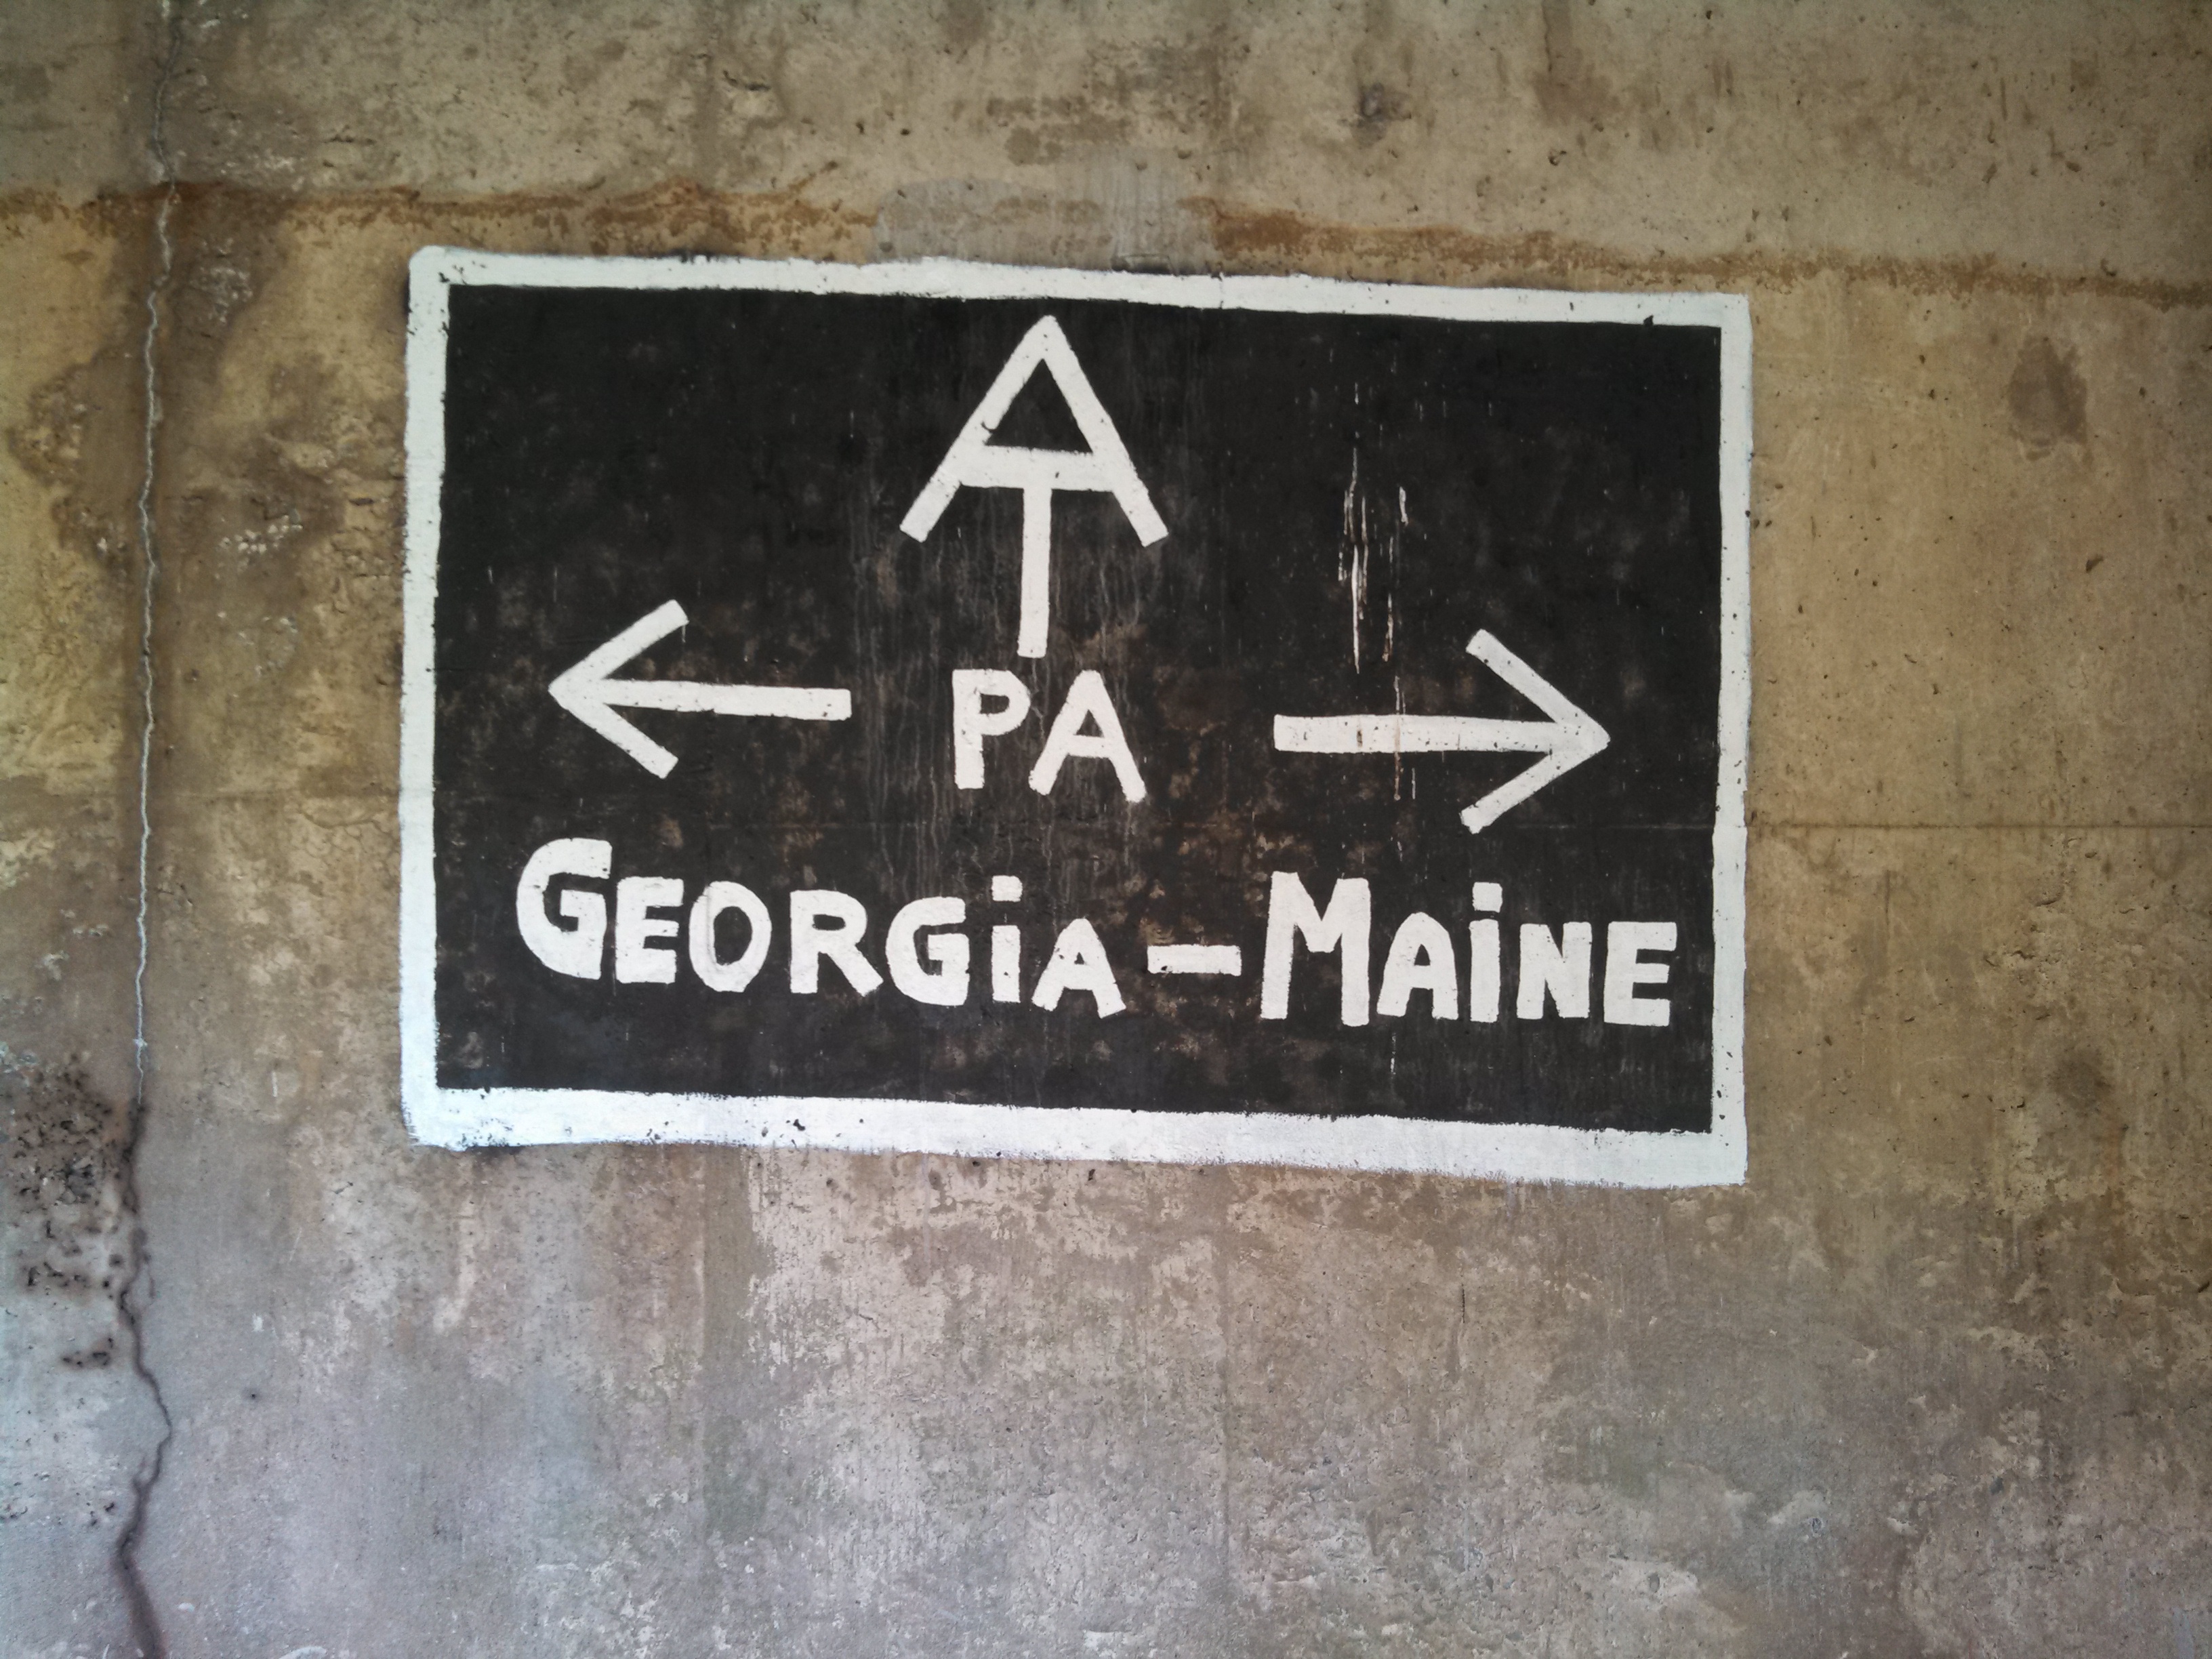 AT
PA
GEORGiA - MAiNE